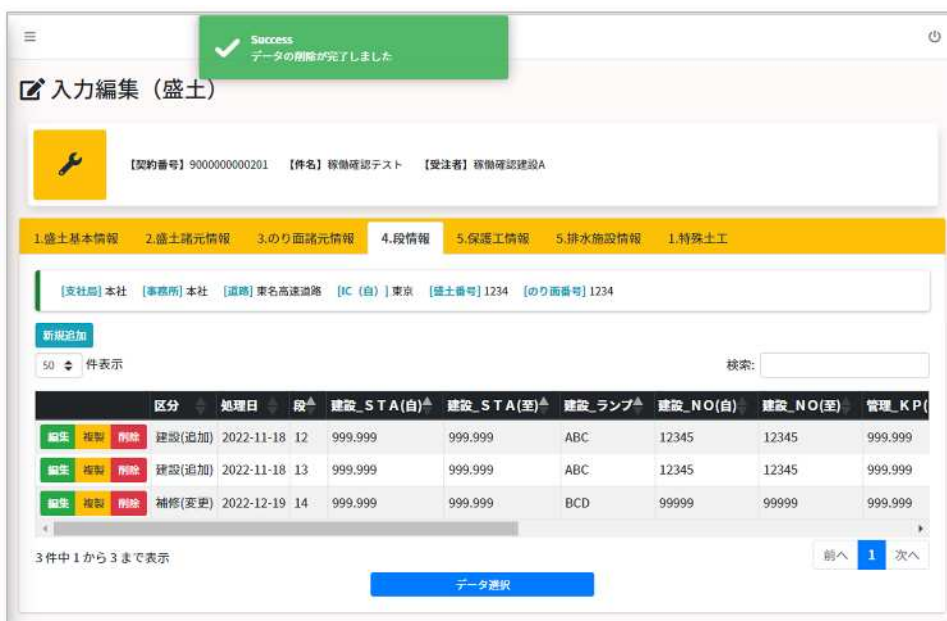 Success
データの削除が完了しました
入力編集（盛土）
【契約番号】9000000000201 【件名】稼働確認テスト 【受注者】稼働確認建設A
1.盛土基本情報 2.盛土諸元情報 3.のり面諸元情報 4.段情報 5.保護工情報 5.排水施設情報 1.特殊土工
[支社局] 本社 [事務所] 本社 [道路] 東名高速道路 [IC（自）] 東京 [盛土番号] 1234 [のり面番号] 1234
新規追加
50 件表示 検索:
区分 処理日 段 建設_ＳＴＡ(自) 建設_ＳＴＡ(至) 建設_ランプ 建設_ＮＯ(自) 建設_ＮＯ(至) 管理_ＫＰ(
編集 複製 削除 建設(追加) 2022-11-18 12 999.999 999.999 ABC 12345 12345 999.999
編集 複製 削除 建設(追加) 2022-11-18 13 999.999 999.999 ABC 12345 12345 999.999
編集 複製 削除 補修(変更) 2022-12-19 14 999.999 999.999 BCD 99999 99999 999.999
3 件中 1 から 3 まで表示 前へ 1 次へ
データ選択